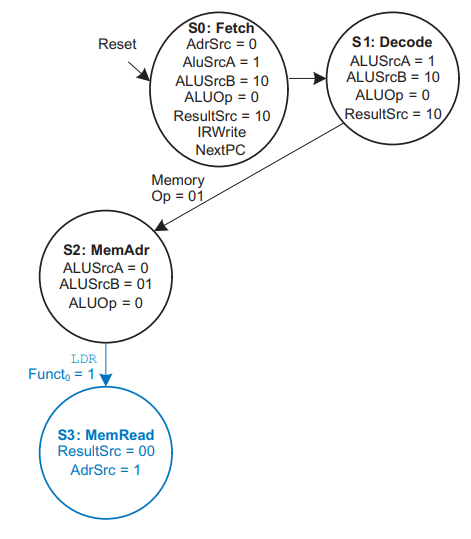 Reset
S0: Fetch
AdrSrc = 0
AluSrcA = 1
ALUSrcB = 10
ALUOp = 0
ResultSrc = 10
IRWrite
NextPC
S1: Decode
ALUSrcA = 1
ALUSrcB = 10
ALUOp = 0
ResultSrc = 10
Memory
Op = 01
S2: MemAdr
ALUSrcA = 0
ALUSrcB = 01
ALUOp = 0
LDR
Funct₀ = 1
S3: MemRead
ResultSrc = 00
AdrSrc = 1